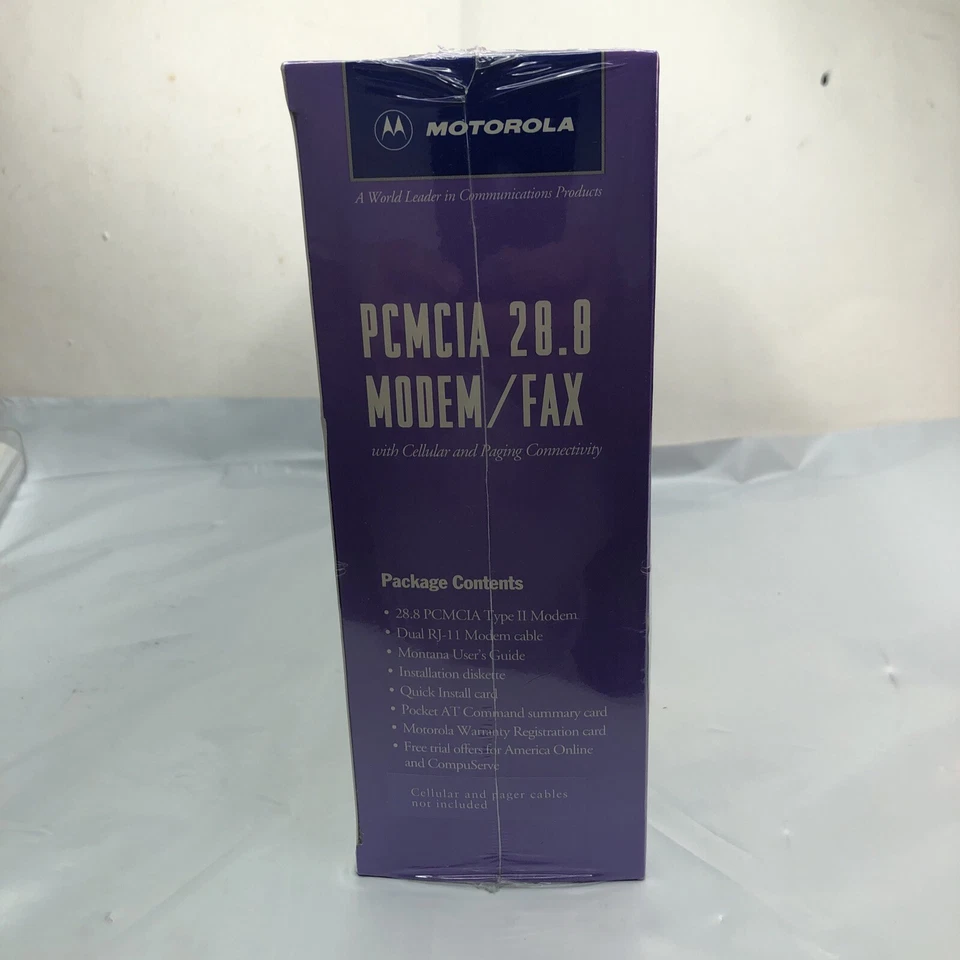 MOTOROLA
A World Leader in Communications Products
PCMCIA 28.8
MODEM/FAX
with Cellular and Paging Connectivity
Package Contents
• 28.8 PCMCIA Type II Modem
• Dual RJ-11 Modem cable
• Montana User's Guide
• Installation diskette
• Quick Install card
• Pocket AT Command summary card
• Motorola Warranty Registration card
• Free trial offers for America Online
and CompuServe
Cellular and pager cables
not included